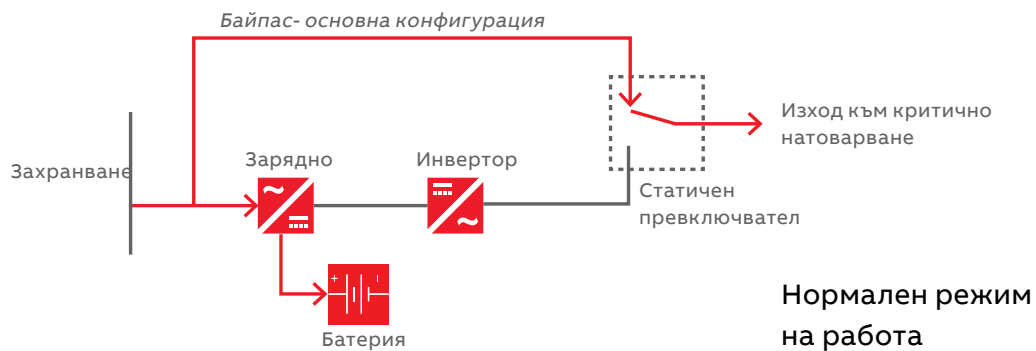 Байпас- основна конфигурация
Изход към критично
натоварване
Зарядно
Инвертор
Захранване
Статичен
превключвател
Батерия
Нормален режим
на работа